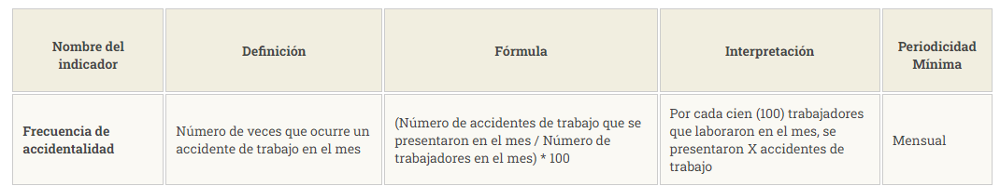 Nombre del
indicador
Definición
Fórmula
Interpretación
Periodicidad
Mínima
Frecuencia de
accidentalidad
Número de veces que ocurre un
accidente de trabajo en el mes
(Número de accidentes de trabajo que se
presentaron en el mes / Número de
trabajadores en el mes) * 100
Por cada cien (100) trabajadores
que laboraron en el mes, se
presentaron X accidentes de
trabajo
Mensual